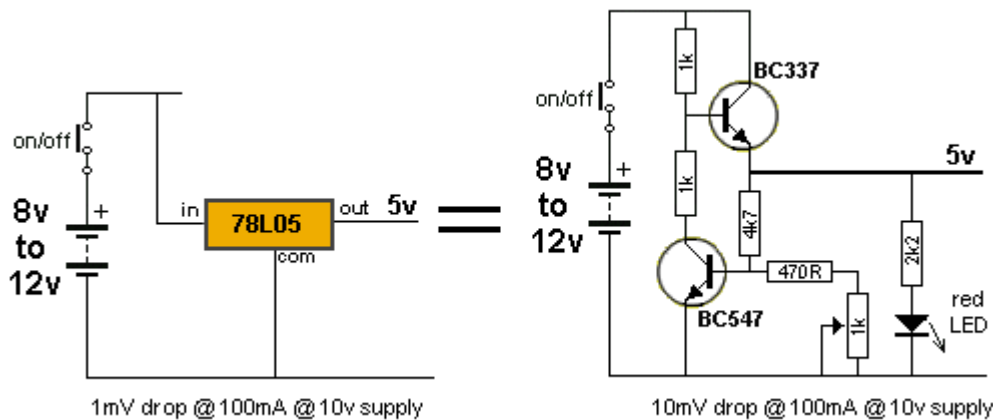 on/off
+
8v
to
12v
in
78L05
out
5v
com
1mV drop @ 100mA @ 10v supply
=
on/off
+
8v
to
12v
1k
BC337
1k
5v
4k7
470R
BC547
1k
2k2
red
LED
10mV drop @ 100mA @ 10v supply